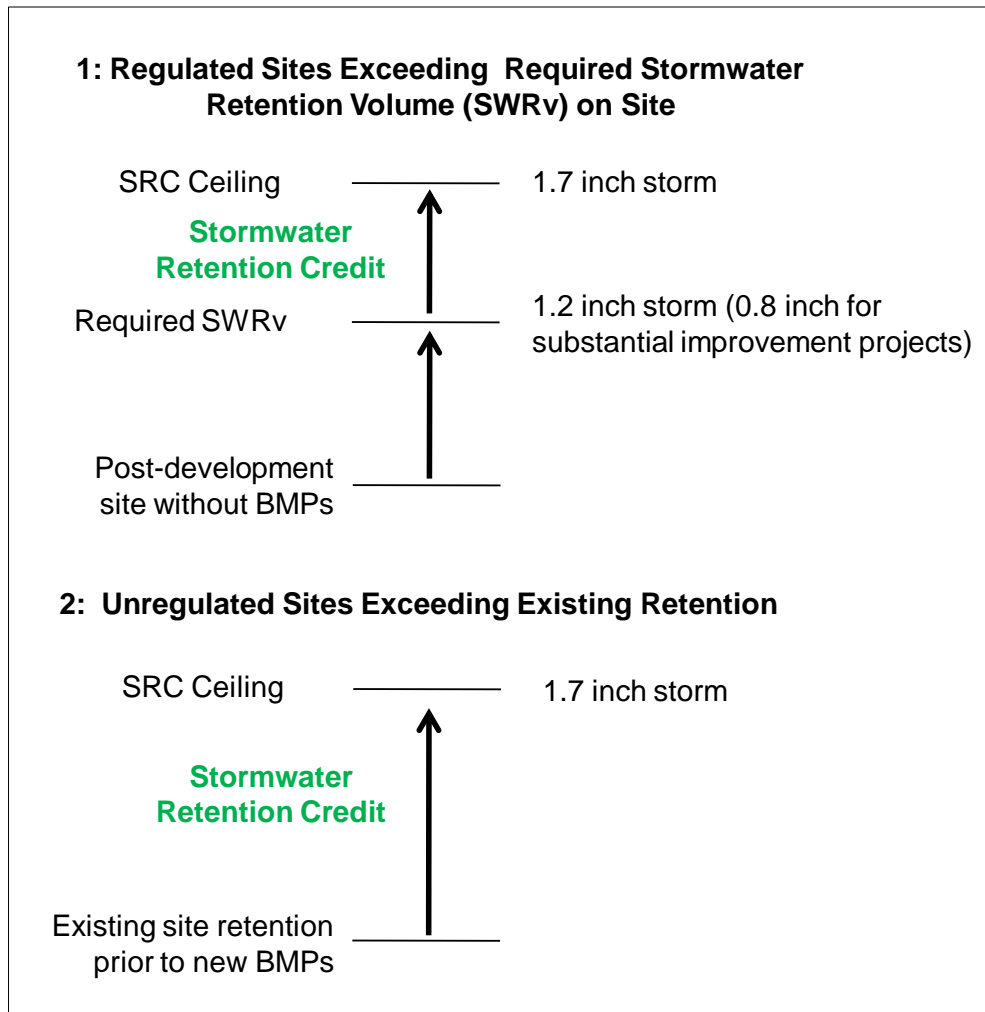 1: Regulated Sites Exceeding Required Stormwater
Retention Volume (SWRv) on Site
SRC Ceiling
1.7 inch storm
Stormwater
Retention Credit
Required SWRv
1.2 inch storm (0.8 inch for
substantial improvement projects)
Post-development
site without BMPs
2: Unregulated Sites Exceeding Existing Retention
SRC Ceiling
1.7 inch storm
Stormwater
Retention Credit
Existing site retention
prior to new BMPs